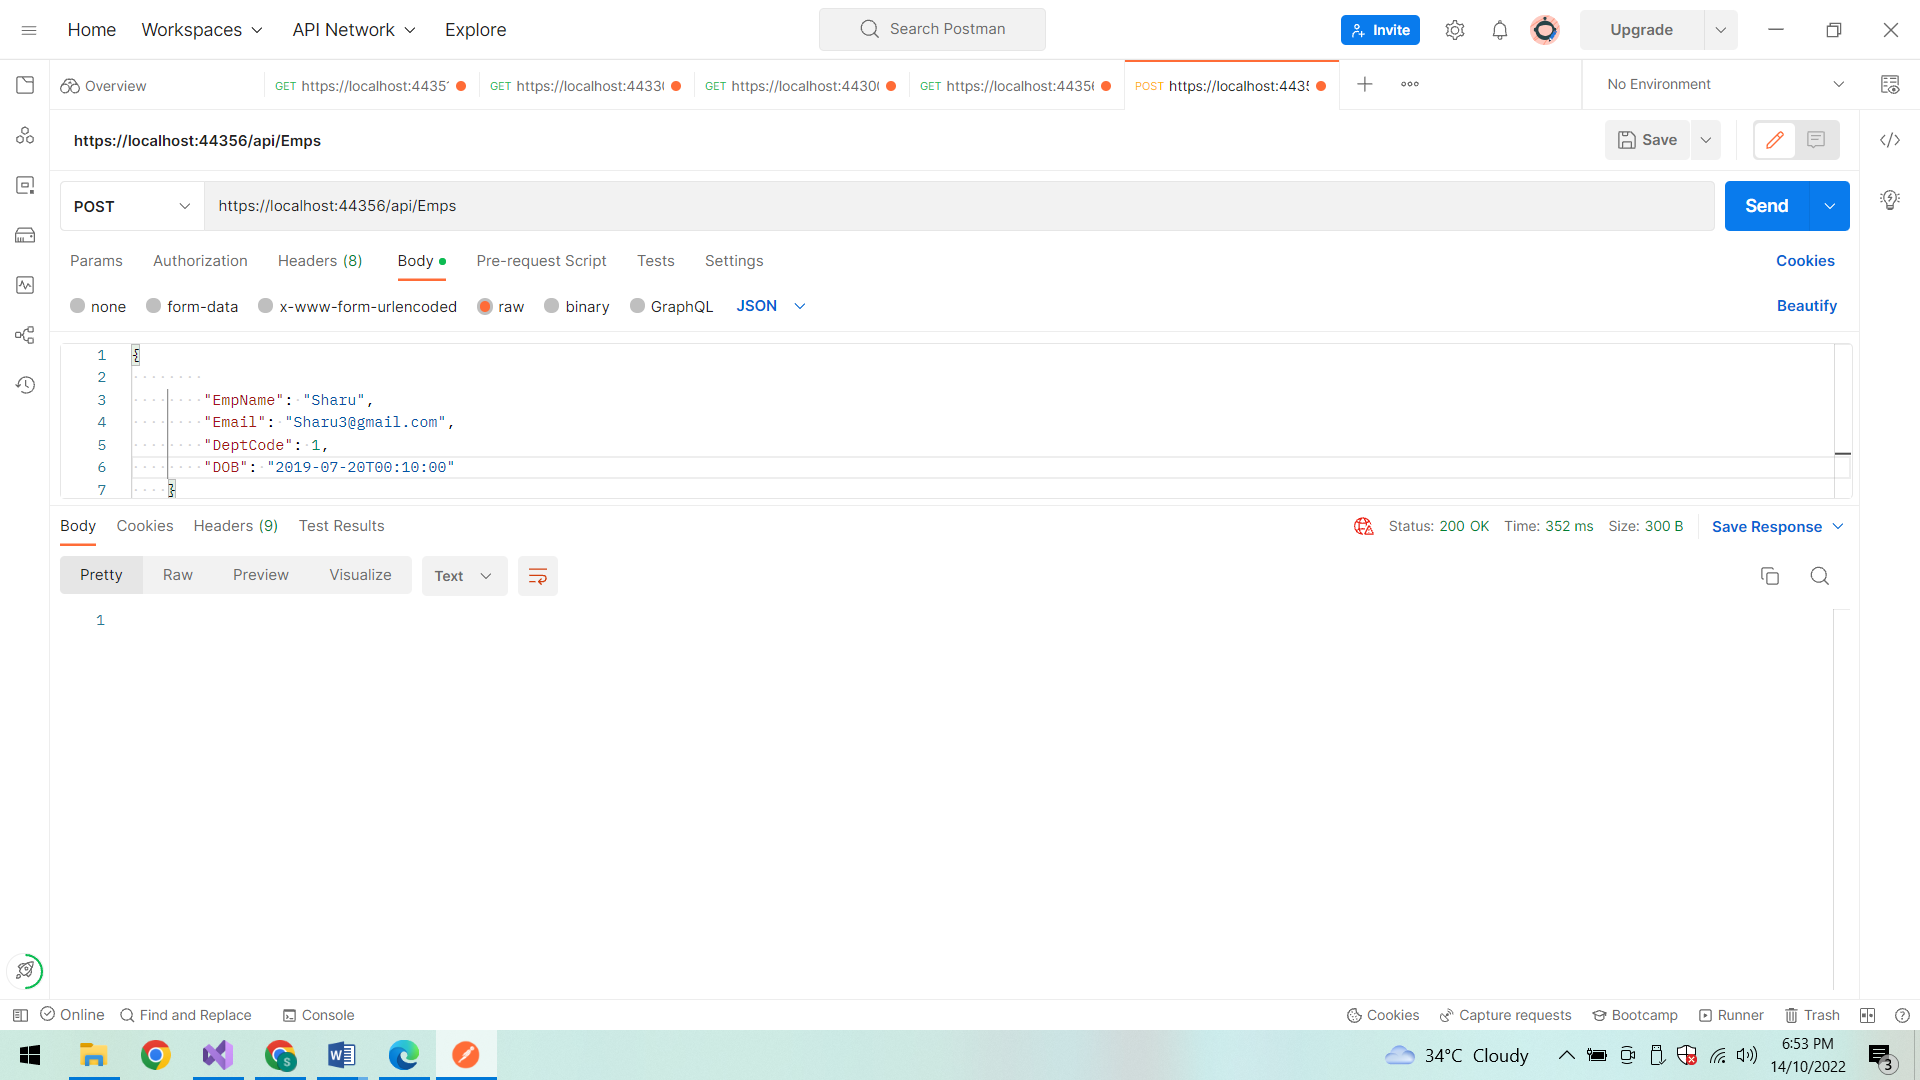 Home Workspaces API Network Explore Search Postman Invite Upgrade
Overview GET https://localhost:4435 GET https://localhost:4433 GET https://localhost:4430 GET https://localhost:4435 POST https://localhost:4435 No Environment
https://localhost:44356/api/Emps Save
POST https://localhost:44356/api/Emps Send
Params Authorization Headers (8) Body Pre-request Script Tests Settings Cookies
none form-data x-www-form-urlencoded raw binary GraphQL JSON Beautify
1 {
2
3 "EmpName": "Sharu",
4 "Email": "Sharu3@gmail.com",
5 "DeptCode": 1,
6 "DOB": "2019-07-20T00:10:00"
7 }
Body Cookies Headers (9) Test Results Status: 200 OK Time: 352 ms Size: 300 B Save Response
Pretty Raw Preview Visualize Text
1
Online Find and Replace Console Cookies Capture requests Bootcamp Runner Trash
34°C Cloudy 6:53 PM
14/10/2022 3